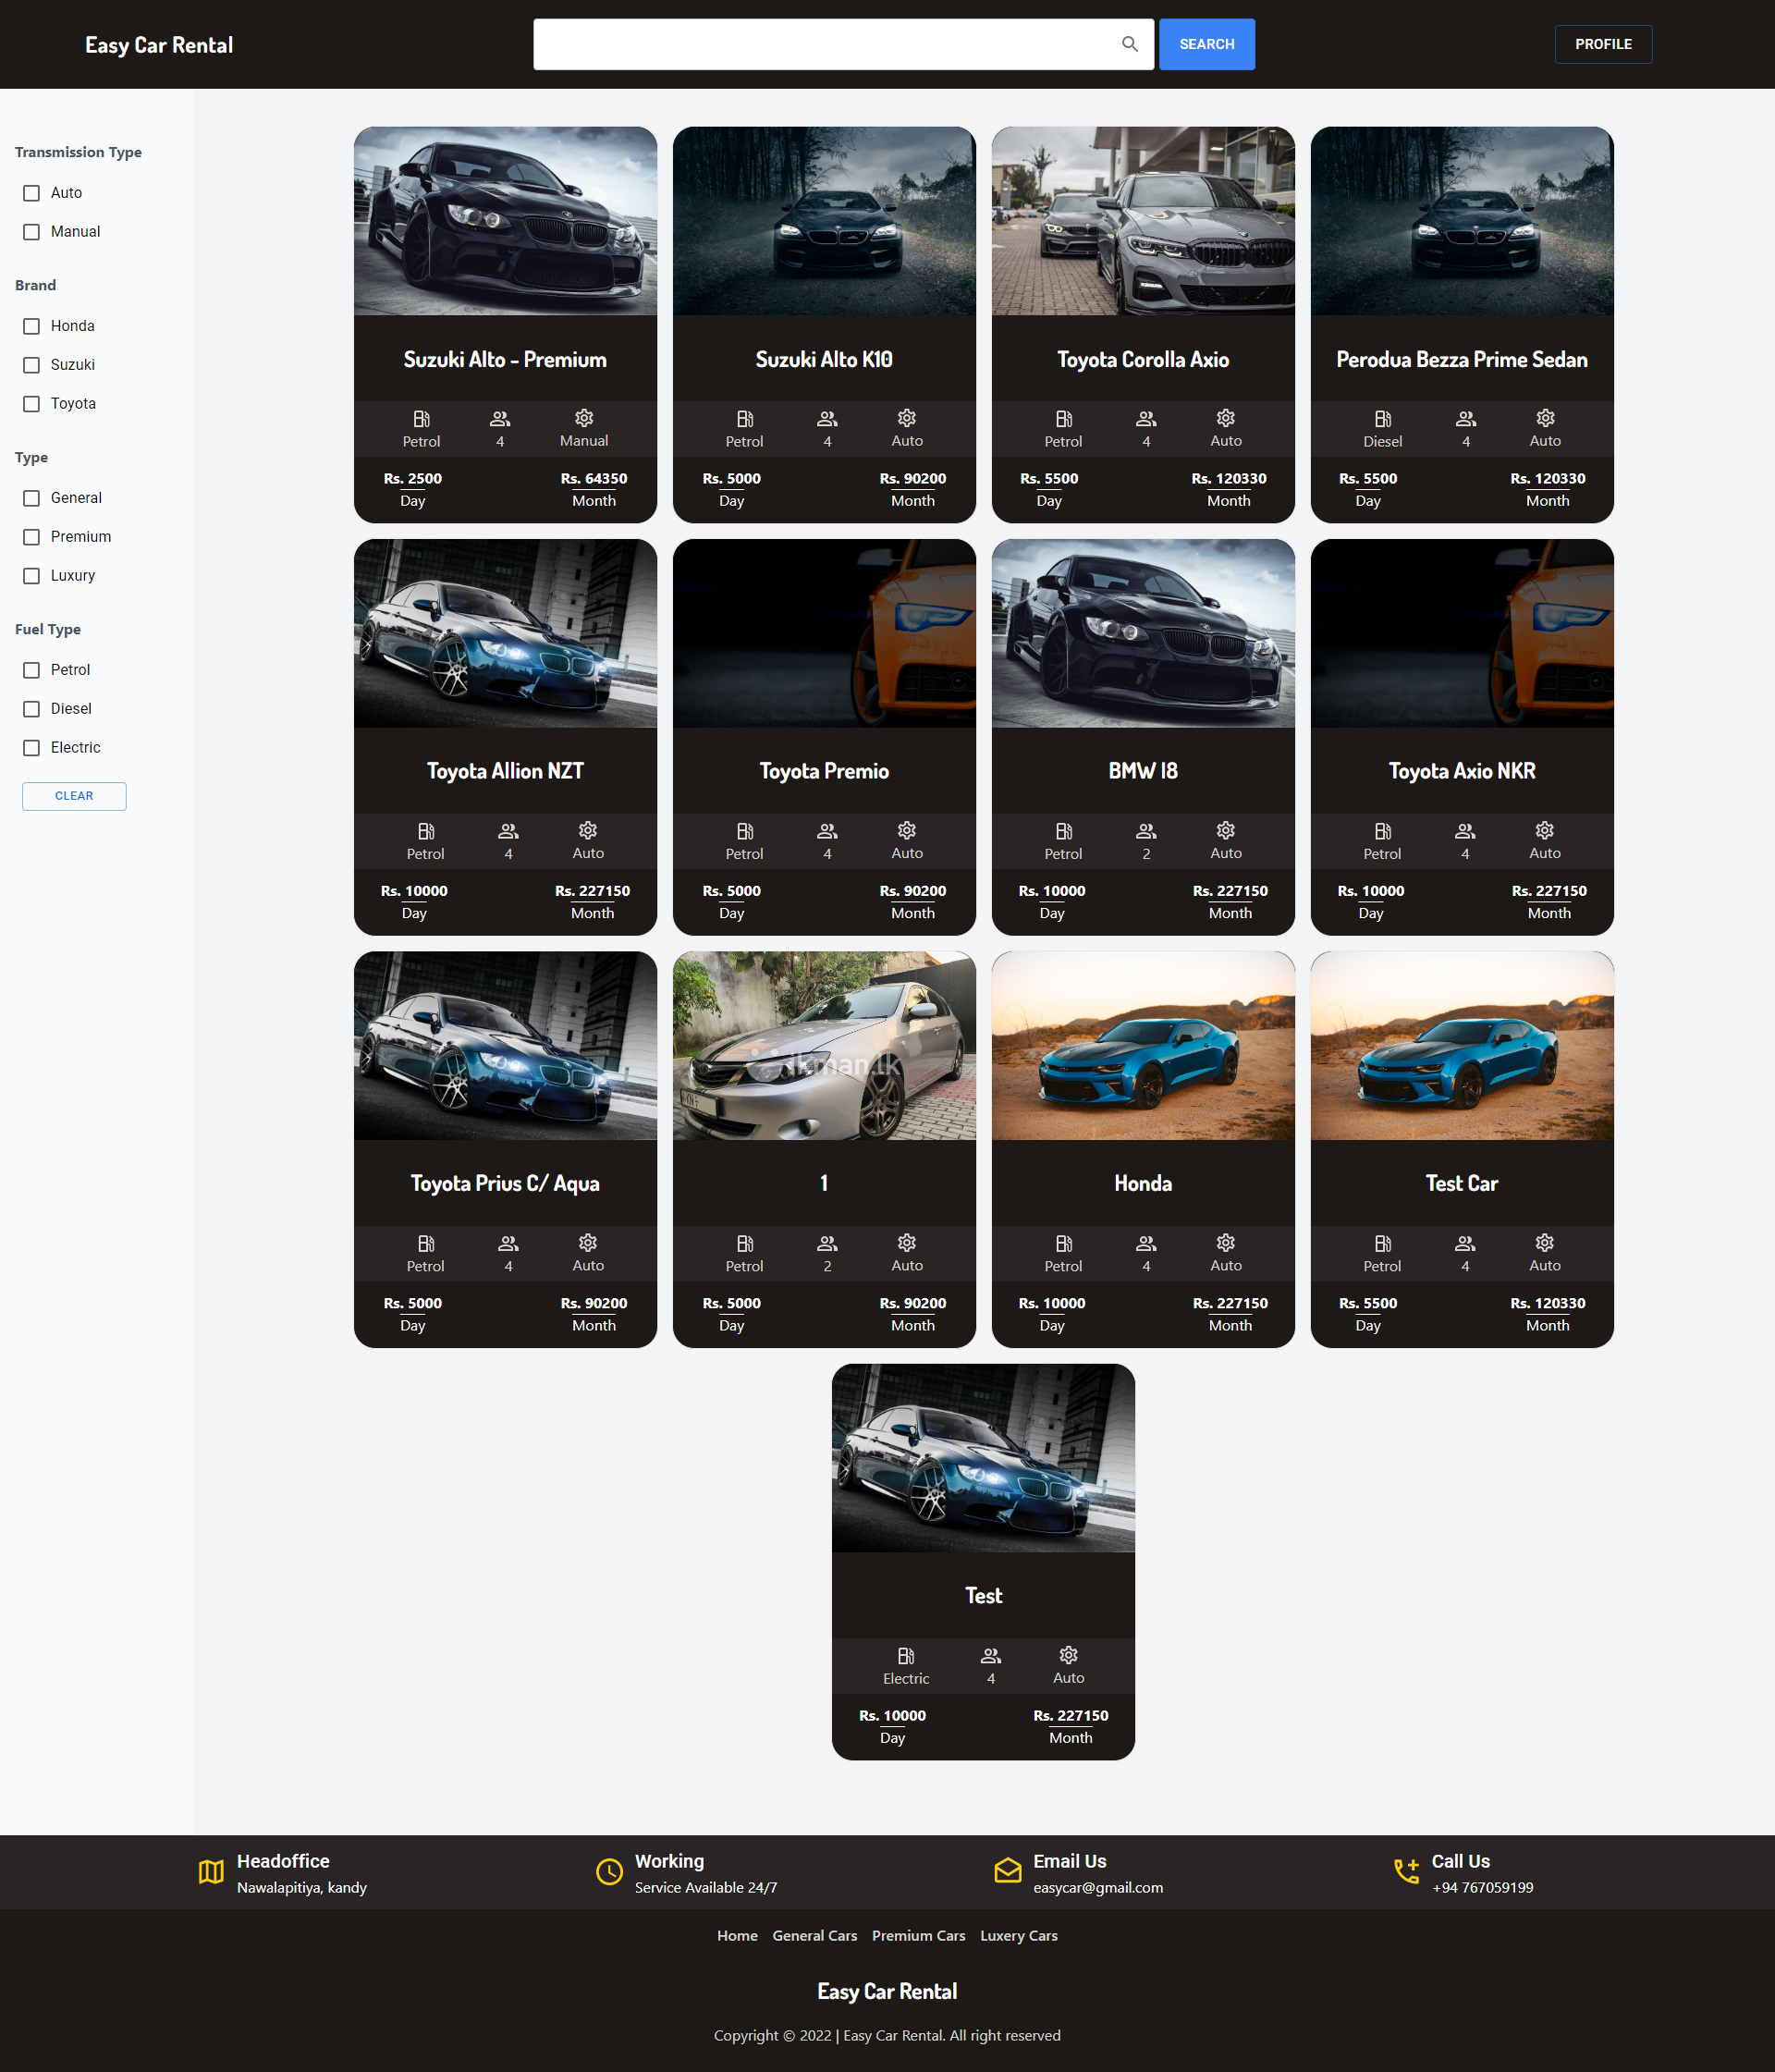 Easy Car Rental
SEARCH
PROFILE
Transmission Type
Auto
Manual
Brand
Honda
Suzuki
Toyota
Type
General
Premium
Luxury
Fuel Type
Petrol
Diesel
Electric
CLEAR
Suzuki Alto - Premium
Petrol 4 Manual
Rs. 2500 Rs. 64350
Day Month
Suzuki Alto K10
Petrol 4 Auto
Rs. 5000 Rs. 90200
Day Month
Toyota Corolla Axio
Petrol 4 Auto
Rs. 5500 Rs. 120330
Day Month
Perodua Bezza Prime Sedan
Diesel 4 Auto
Rs. 5500 Rs. 120330
Day Month
Toyota Allion NZT
Petrol 4 Auto
Rs. 10000 Rs. 227150
Day Month
Toyota Premio
Petrol 4 Auto
Rs. 5000 Rs. 90200
Day Month
BMW I8
Petrol 2 Auto
Rs. 10000 Rs. 227150
Day Month
Toyota Axio NKR
Petrol 4 Auto
Rs. 10000 Rs. 227150
Day Month
Toyota Prius C/ Aqua
Petrol 4 Auto
Rs. 5000 Rs. 90200
Day Month
ikman.lk
1
Petrol 2 Auto
Rs. 5000 Rs. 90200
Day Month
Honda
Petrol 4 Auto
Rs. 10000 Rs. 227150
Day Month
Test Car
Petrol 4 Auto
Rs. 5500 Rs. 120330
Day Month
Test
Electric 4 Auto
Rs. 10000 Rs. 227150
Day Month
Headoffice
Nawalapitiya, kandy
Working
Service Available 24/7
Email Us
easycar@gmail.com
Call Us
+94 767059199
Home General Cars Premium Cars Luxery Cars
Easy Car Rental
Copyright © 2022 | Easy Car Rental. All right reserved